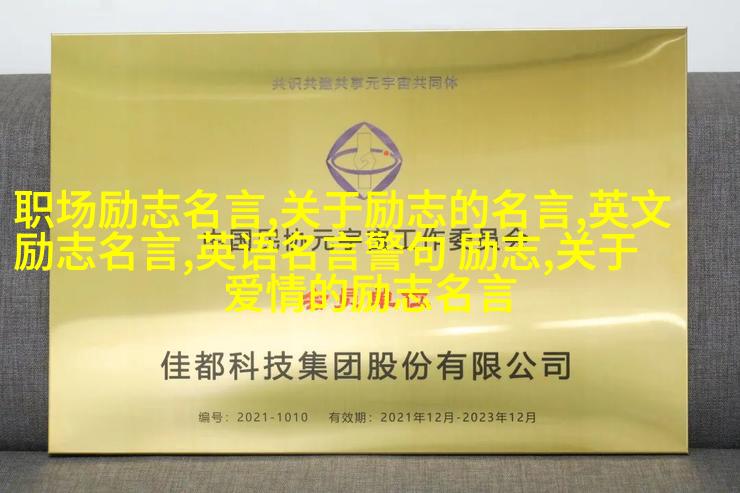 共识共建共享元宇宙共同体
职场励志名言,关于励志的名言,英文
励志名言,英语名言警句 励志,关于
爱情的励志名言
佳都科技集团股份有限公司
编号：2021-1010 有效期：2021年12月-2023年12月